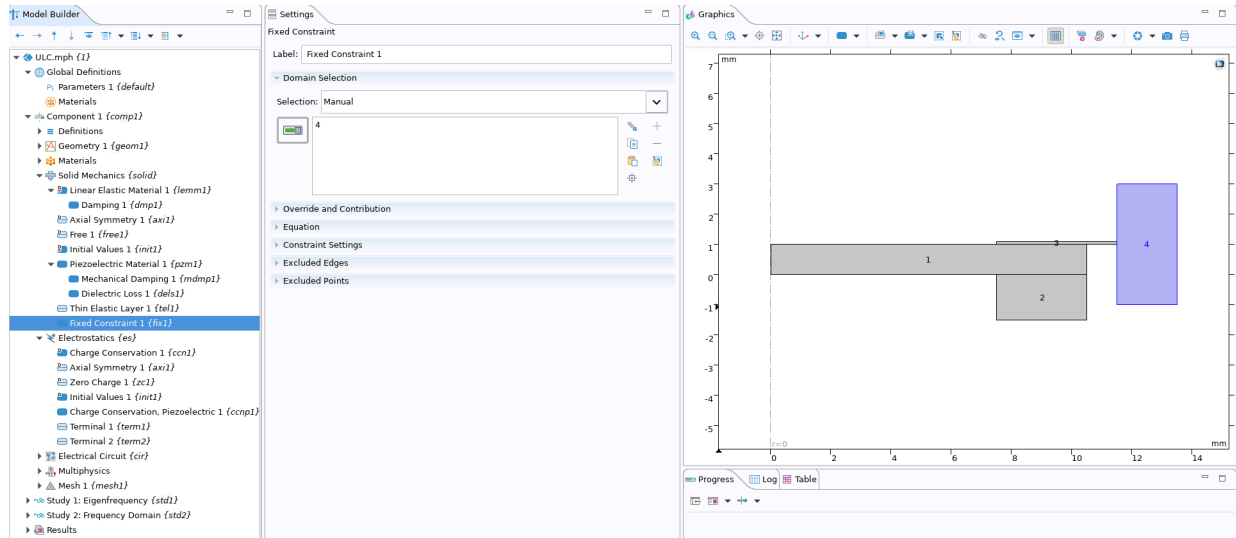 Model Builder
ULC.mph {1}
Global Definitions
Pi Parameters 1 {default}
Materials
Component 1 {comp1}
Definitions
Geometry 1 {geom1}
Materials
Solid Mechanics {solid}
Linear Elastic Material 1 {lemm1}
Damping 1 {dmp1}
Axial Symmetry 1 {axi1}
Free 1 {free1}
Initial Values 1 {init1}
Piezoelectric Material 1 {pzm1}
Mechanical Damping 1 {mdmp1}
Dielectric Loss 1 {dels1}
Thin Elastic Layer 1 {tel1}
Fixed Constraint 1 {fix1}
Electrostatics {es}
Charge Conservation 1 {ccn1}
Axial Symmetry 1 {axi1}
Zero Charge 1 {zc1}
Initial Values 1 {init1}
Charge Conservation, Piezoelectric 1 {ccnp1}
Terminal 1 {term1}
Terminal 2 {term2}
Electrical Circuit {cir}
Multiphysics
Mesh 1 {mesh1}
Study 1: Eigenfrequency {std1}
Study 2: Frequency Domain {std2}
Results
Settings
Fixed Constraint
Label: Fixed Constraint 1
Domain Selection
Selection: Manual
4
Override and Contribution
Equation
Constraint Settings
Excluded Edges
Excluded Points
Graphics
mm
7
6
5
4
3
2
1
0
-1
-2
-3
-4
-5
3
4
1
2
r=0
mm
0 2 4 6 8 10 12 14
Progress Log Table